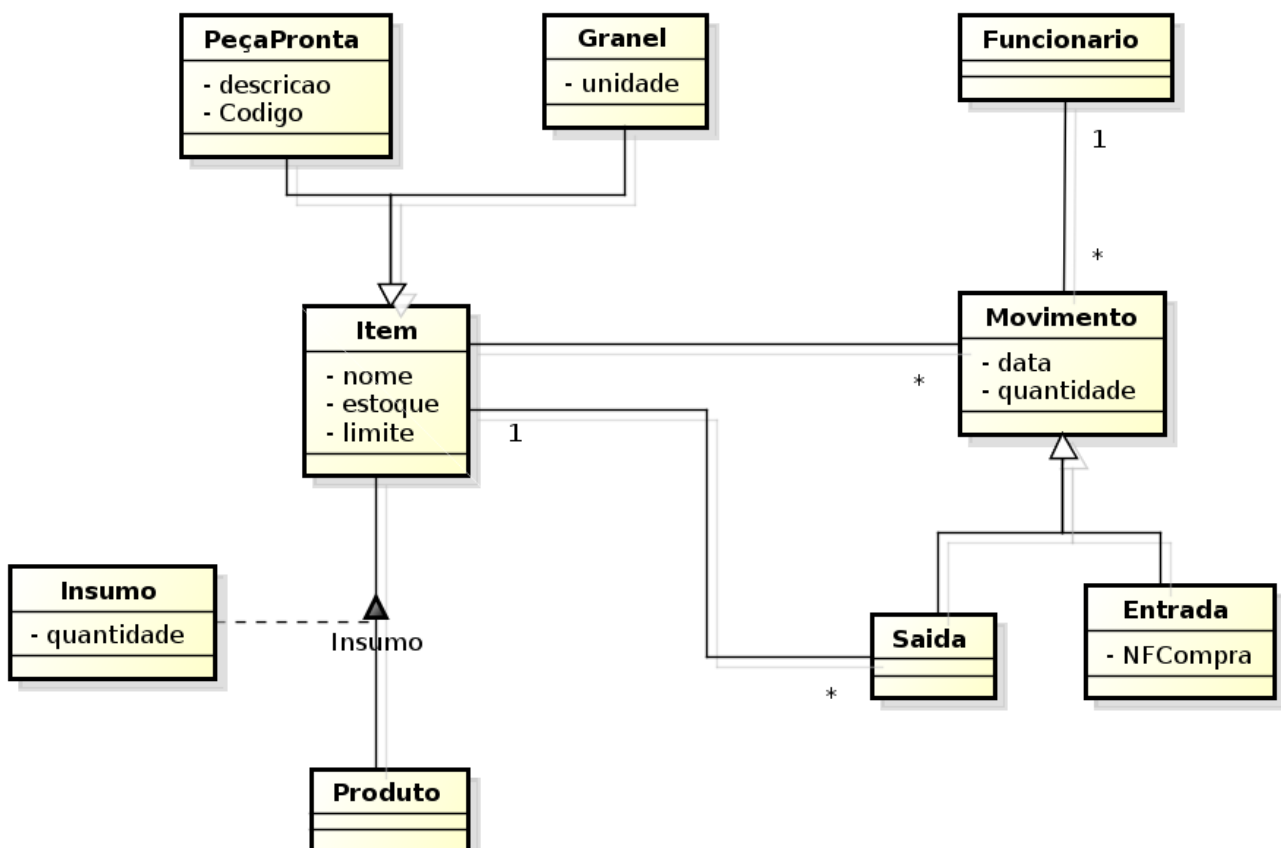 PeçaPronta
- descricao
- Codigo
Granel
- unidade
Funcionario
1
*
Item
- nome
- estoque
- limite
Movimento
- data
- quantidade
*
1
Insumo
- quantidade
Insumo
Saida
*
Entrada
- NFCompra
Produto